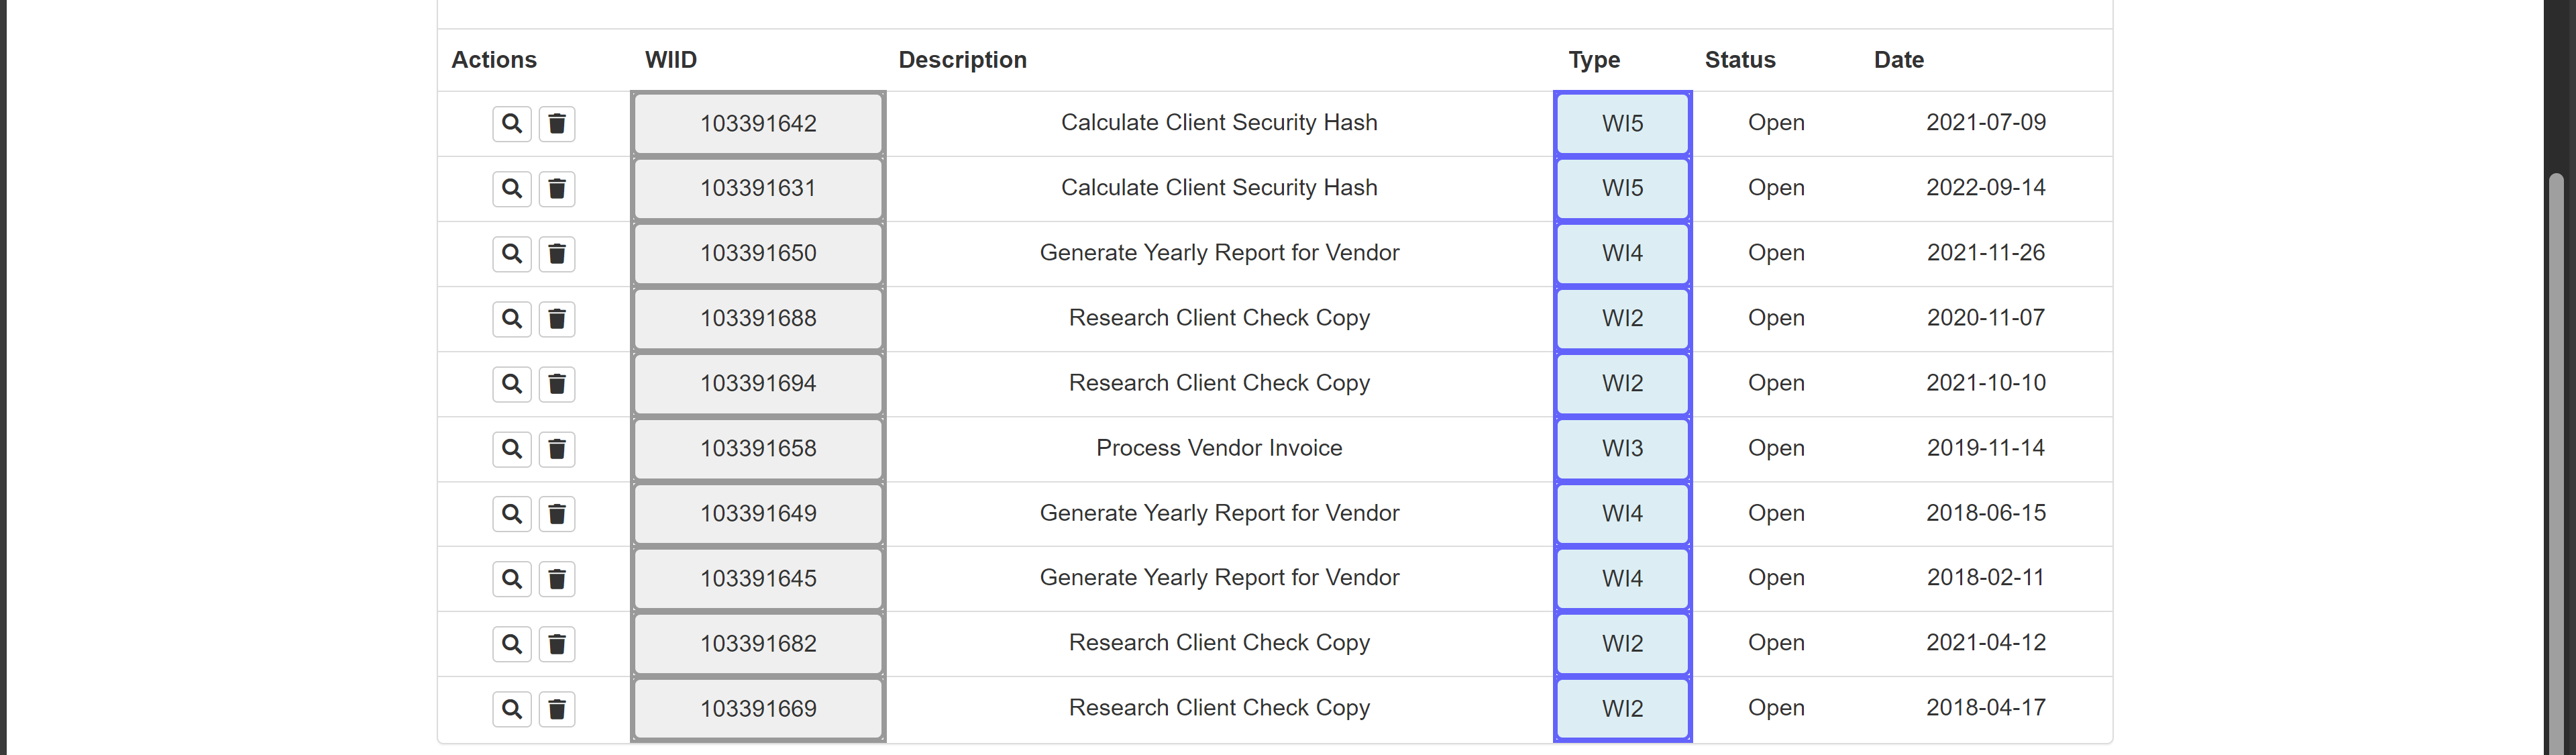 Actions WIID Description Type Status Date
103391642 Calculate Client Security Hash WI5 Open 2021-07-09
103391631 Calculate Client Security Hash WI5 Open 2022-09-14
103391650 Generate Yearly Report for Vendor WI4 Open 2021-11-26
103391688 Research Client Check Copy WI2 Open 2020-11-07
103391694 Research Client Check Copy WI2 Open 2021-10-10
103391658 Process Vendor Invoice WI3 Open 2019-11-14
103391649 Generate Yearly Report for Vendor WI4 Open 2018-06-15
103391645 Generate Yearly Report for Vendor WI4 Open 2018-02-11
103391682 Research Client Check Copy WI2 Open 2021-04-12
103391669 Research Client Check Copy WI2 Open 2018-04-17